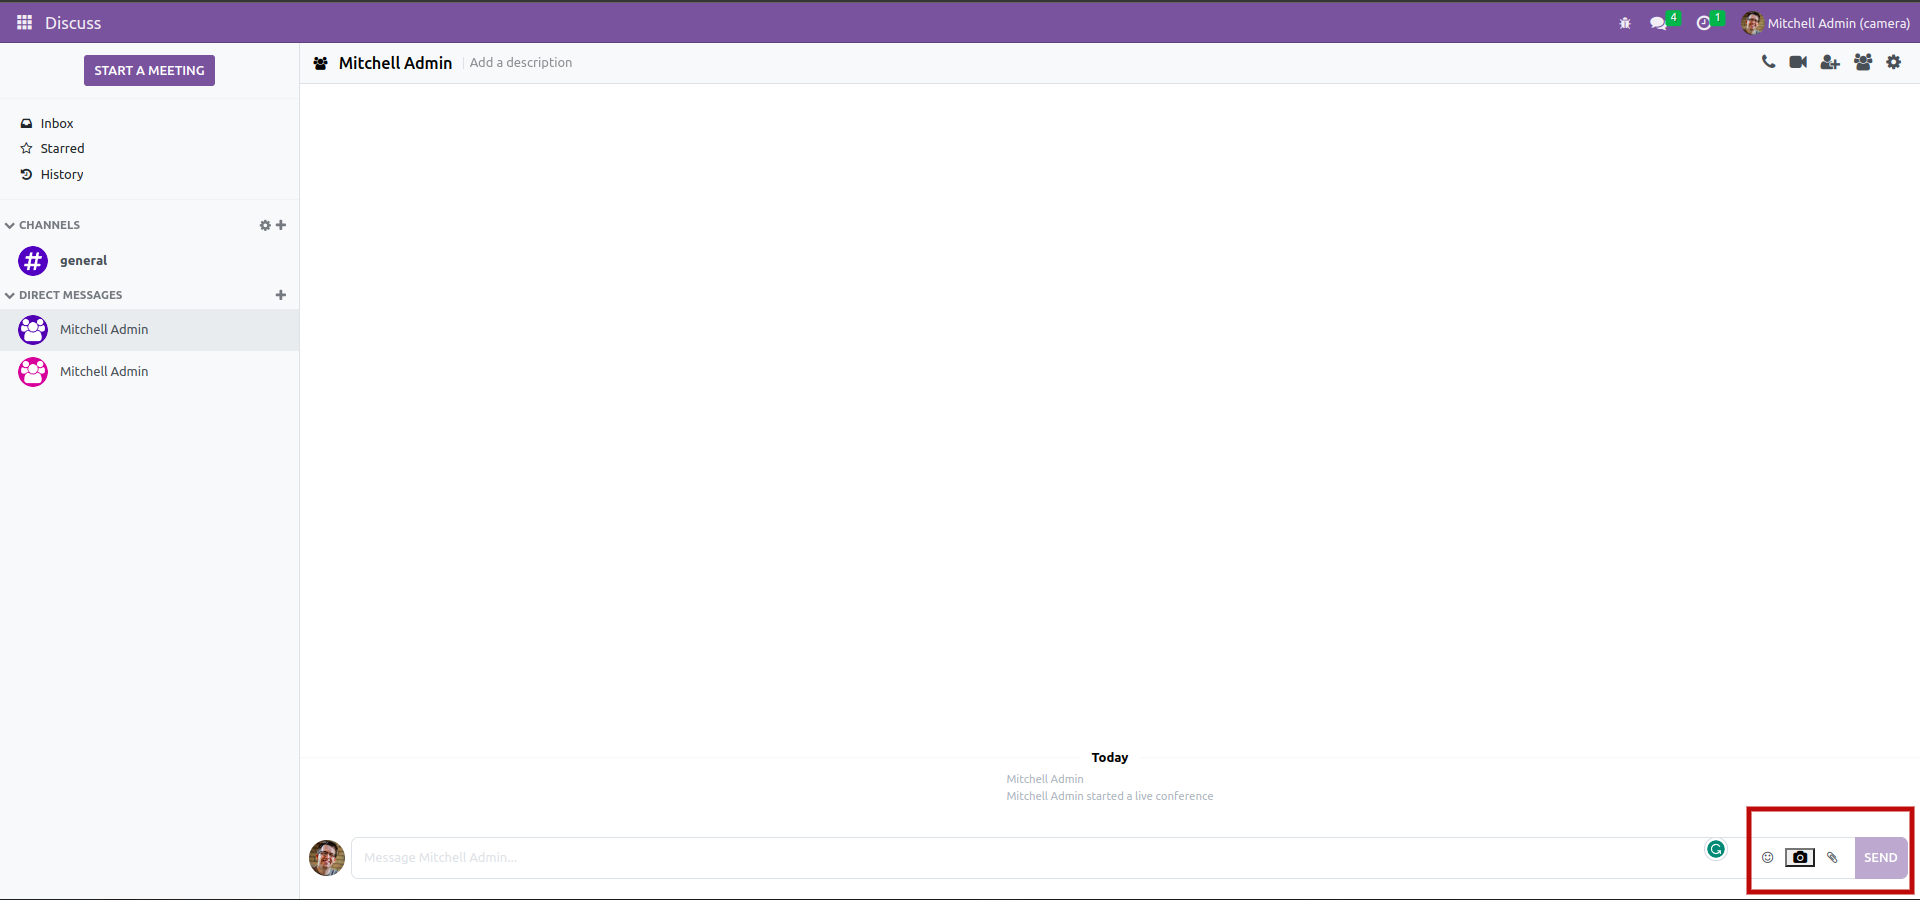 Discuss
4
1
Mitchell Admin (camera)
START A MEETING
Mitchell Admin
Add a description
Inbox
Starred
History
CHANNELS
general
DIRECT MESSAGES
Mitchell Admin
Mitchell Admin
Today
Mitchell Admin
Mitchell Admin started a live conference
Message Mitchell Admin...
SEND